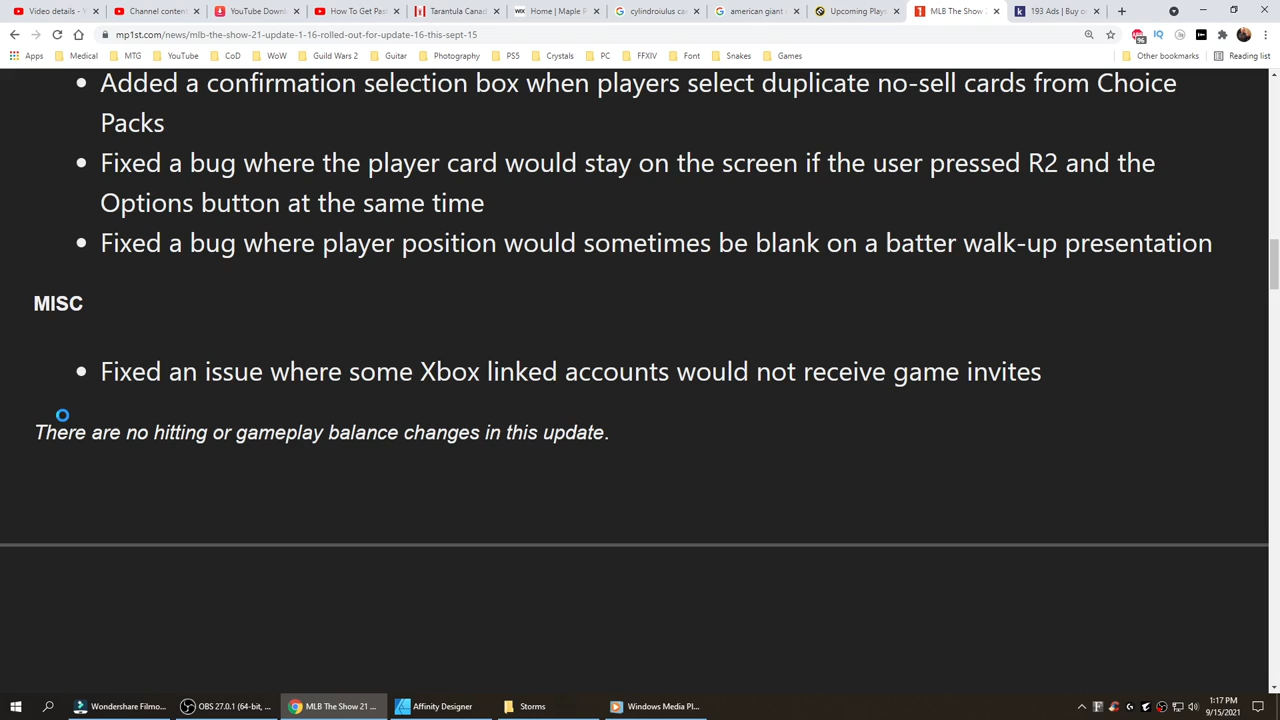 Video details - Y
Channel content
YouTube Downl
How To Get Past
Tarantula Canad
Home | Maple P
cylindroiulus ca
american giant
Upcoming Plays
MLB The Show 2
193 Ads | Buy o
mp1st.com/news/mlb-the-show-21-update-1-16-rolled-out-for-update-16-this-sept-15
Apps Medical MTG YouTube CoD WoW Guild Wars 2 Guitar Photography PS5 Crystals PC FFXIV Font Snakes Games Other bookmarks Reading list
• Added a confirmation selection box when players select duplicate no-sell cards from Choice
Packs
• Fixed a bug where the player card would stay on the screen if the user pressed R2 and the
Options button at the same time
• Fixed a bug where player position would sometimes be blank on a batter walk-up presentation
MISC
• Fixed an issue where some Xbox linked accounts would not receive game invites
There are no hitting or gameplay balance changes in this update.
Wondershare Filmo...
OBS 27.0.1 (64-bit, ...
MLB The Show 21 ...
Affinity Designer
Storms
Windows Media Pl...
1:17 PM
9/15/2021